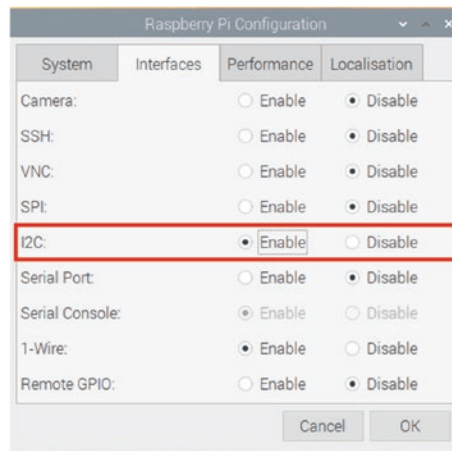 Raspberry Pi Configuration
System Interfaces Performance Localisation
Camera: Enable Disable
SSH: Enable Disable
VNC: Enable Disable
SPI: Enable Disable
I2C: Enable Disable
Serial Port: Enable Disable
Serial Console: Enable Disable
1-Wire: Enable Disable
Remote GPIO: Enable Disable
Cancel OK